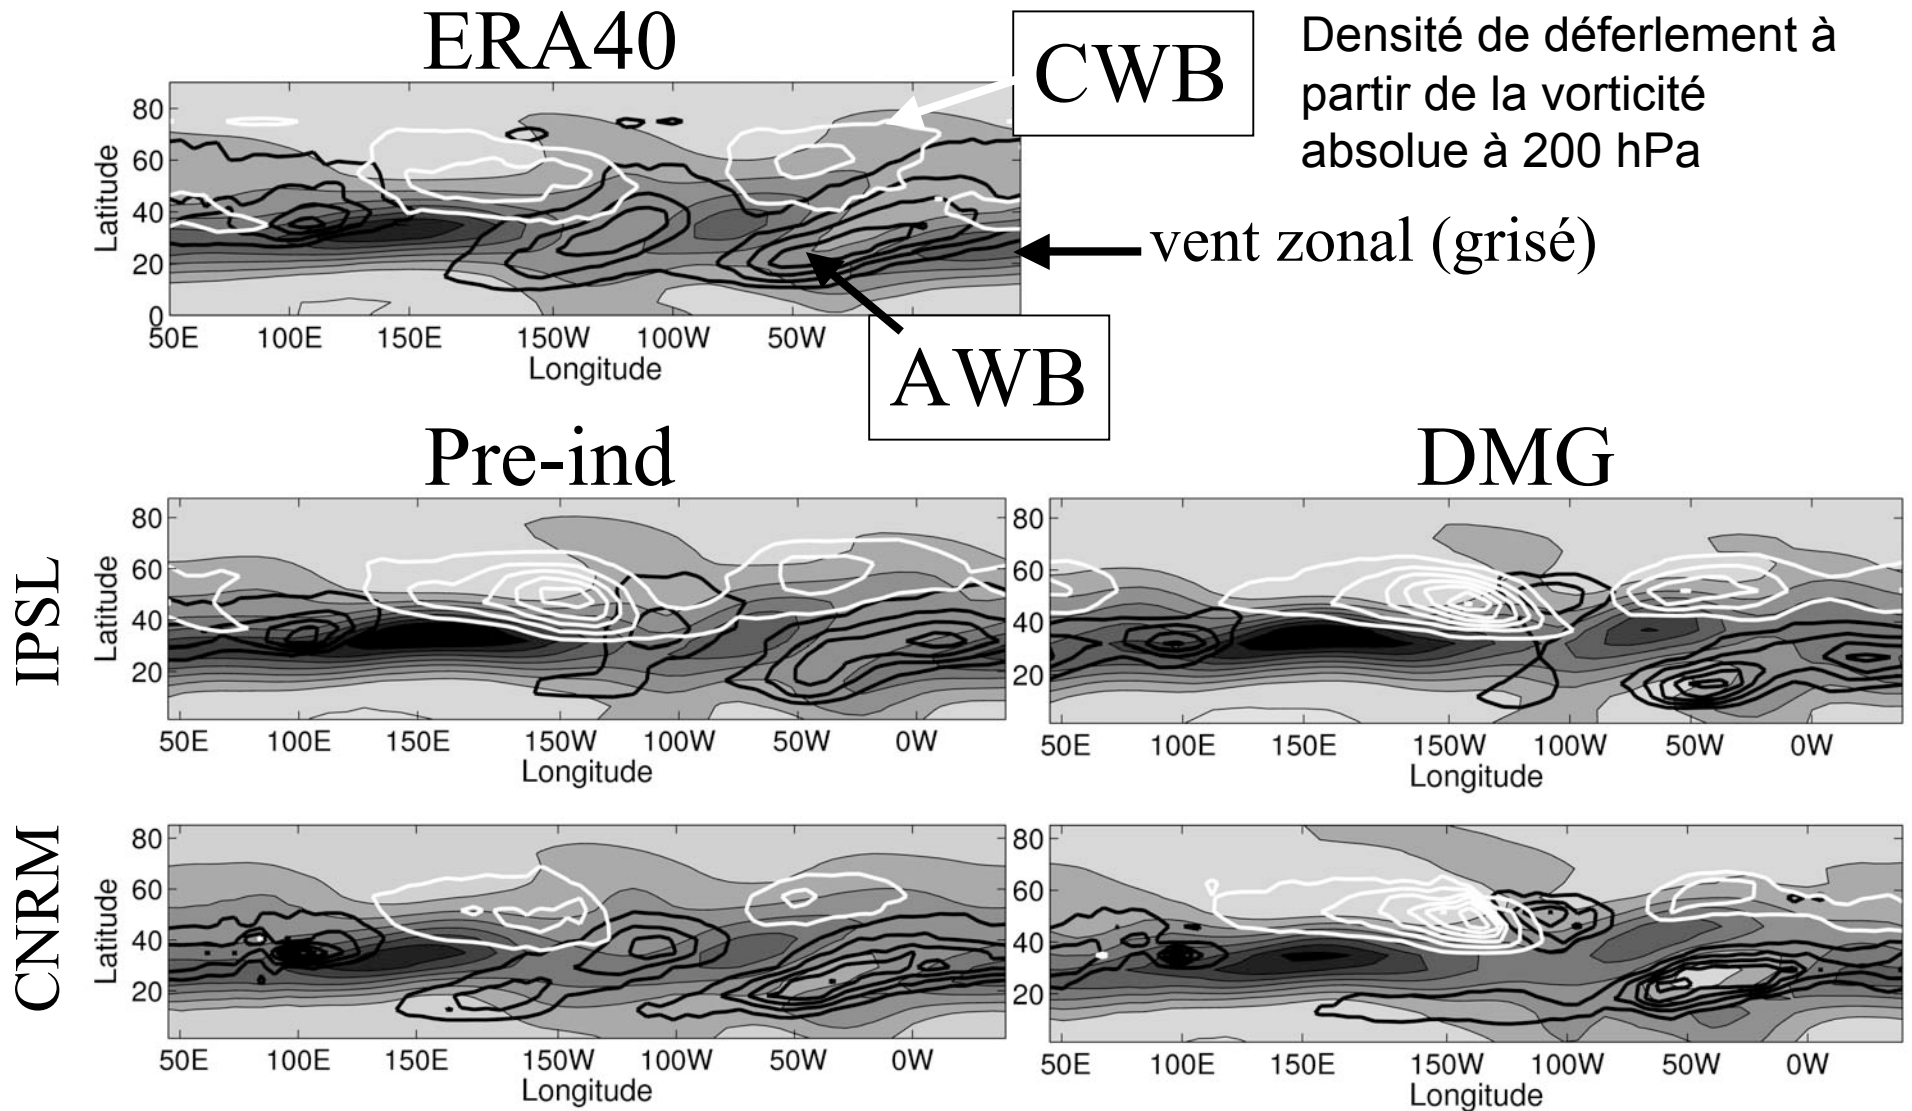 ERA40
CWB
Densité de déferlement à
partir de la vorticité
absolue à 200 hPa
80
60
40
20
0
Latitude
50E 100E 150E 150W 100W 50W
Longitude
vent zonal (grisé)
AWB
Pre-ind
DMG
IPSL
80
60
40
20
Latitude
50E 100E 150E 150W 100W 50W 0W
Longitude
80
60
40
20
50E 100E 150E 150W 100W 50W 0W
Longitude
CNRM
80
60
40
20
Latitude
50E 100E 150E 150W 100W 50W 0W
Longitude
80
60
40
20
50E 100E 150E 150W 100W 50W 0W
Longitude